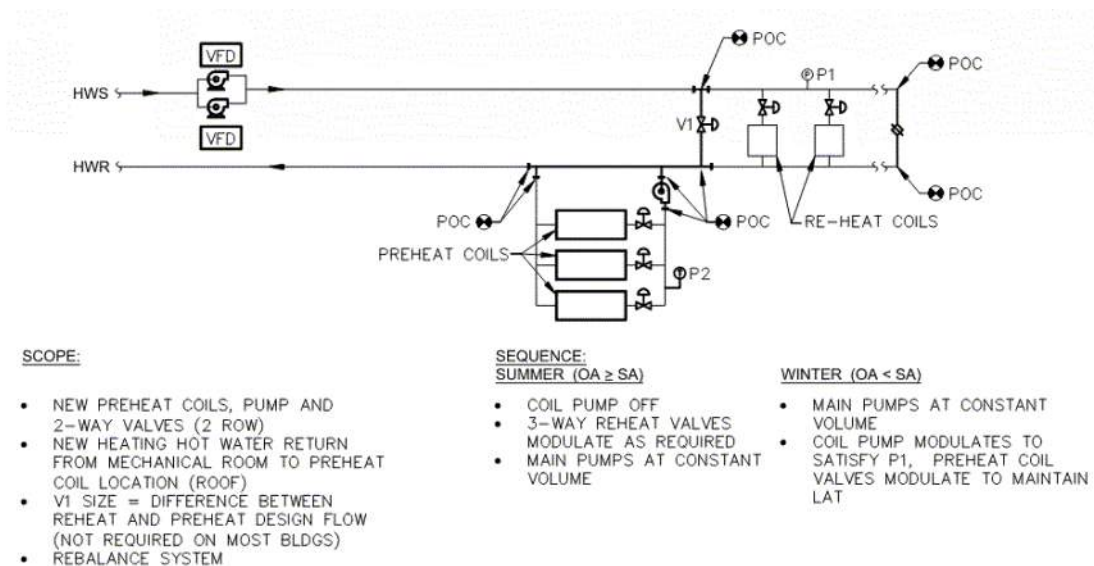 VFD
POC
P1
POC
HWS
V1
VFD
HWR
POC
POC
POC
RE-HEAT COILS
PREHEAT COILS
P2
SCOPE:
• NEW PREHEAT COILS, PUMP AND
2-WAY VALVES (2 ROW)
• NEW HEATING HOT WATER RETURN
FROM MECHANICAL ROOM TO PREHEAT
COIL LOCATION (ROOF)
• V1 SIZE = DIFFERENCE BETWEEN
REHEAT AND PREHEAT DESIGN FLOW
(NOT REQUIRED ON MOST BLDGS)
• REBALANCE SYSTEM
SEQUENCE:
SUMMER (OA ≥ SA)
• COIL PUMP OFF
• 3-WAY REHEAT VALVES
MODULATE AS REQUIRED
• MAIN PUMPS AT CONSTANT
VOLUME
WINTER (OA < SA)
• MAIN PUMPS AT CONSTANT
VOLUME
• COIL PUMP MODULATES TO
SATISFY P1, PREHEAT COIL
VALVES MODULATE TO MAINTAIN
LAT